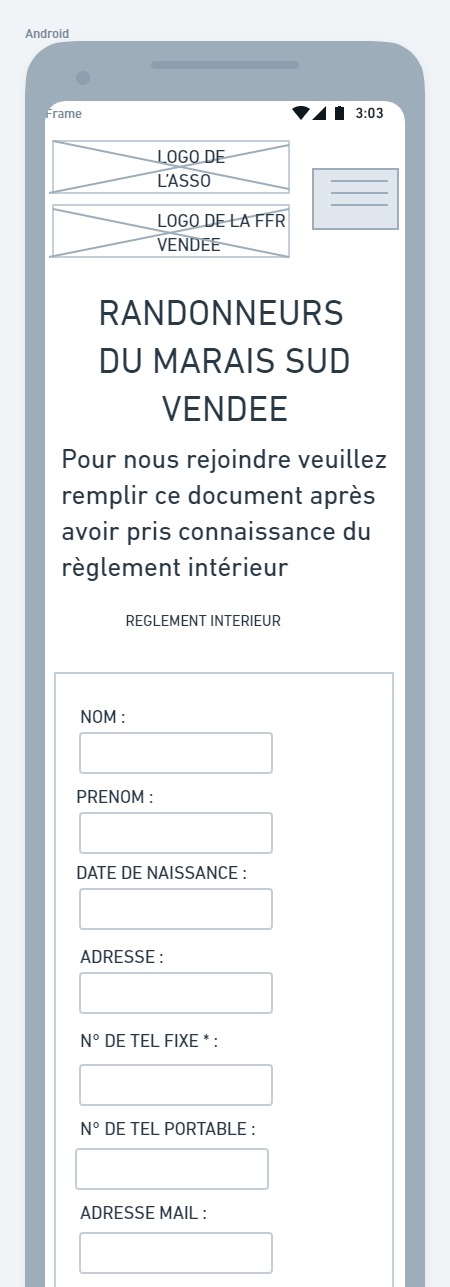 Android
Frame
3:03
LOGO DE
L'ASSO
LOGO DE LA FFR
VENDEE
RANDONNEURS
DU MARAIS SUD
VENDEE
Pour nous rejoindre veuillez
remplir ce document après
avoir pris connaissance du
règlement intérieur
REGLEMENT INTERIEUR
NOM :
PRENOM :
DATE DE NAISSANCE :
ADRESSE :
N° DE TEL FIXE * :
N° DE TEL PORTABLE :
ADRESSE MAIL :